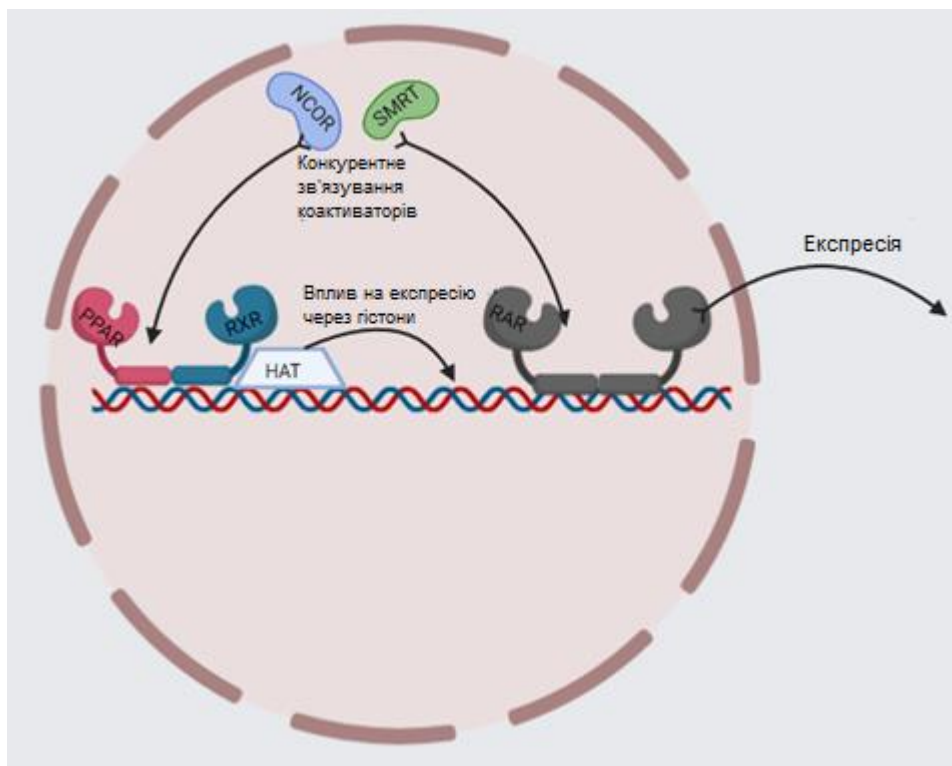 NCOR
SMRT
Конкурентне
зв'язування
коактиваторів
Експресія
PPAR
RXR
Вплив на експресію
через гістони
RAR
HAT